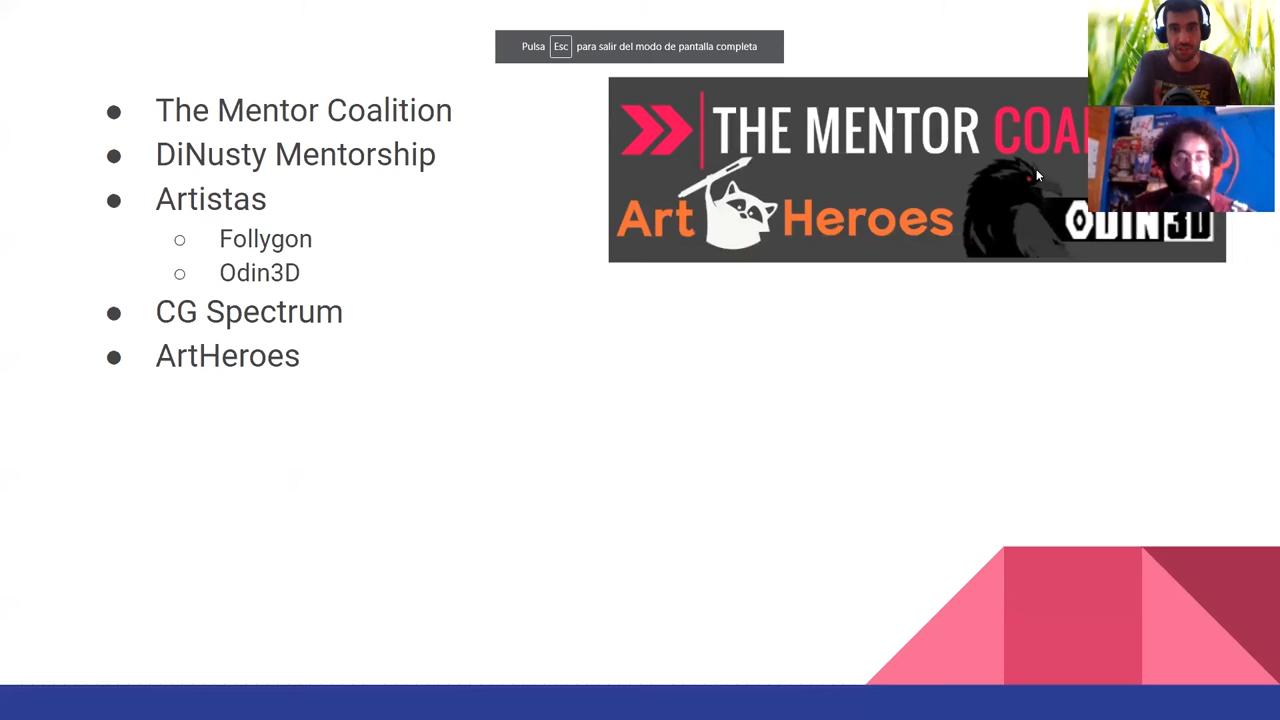 Pulsa Esc para salir del modo de pantalla completa
The Mentor Coalition
DiNusty Mentorship
Artistas
Follygon
Odin3D
CG Spectrum
ArtHeroes
THE MENTOR COAL
Art Heroes
ODIN3D